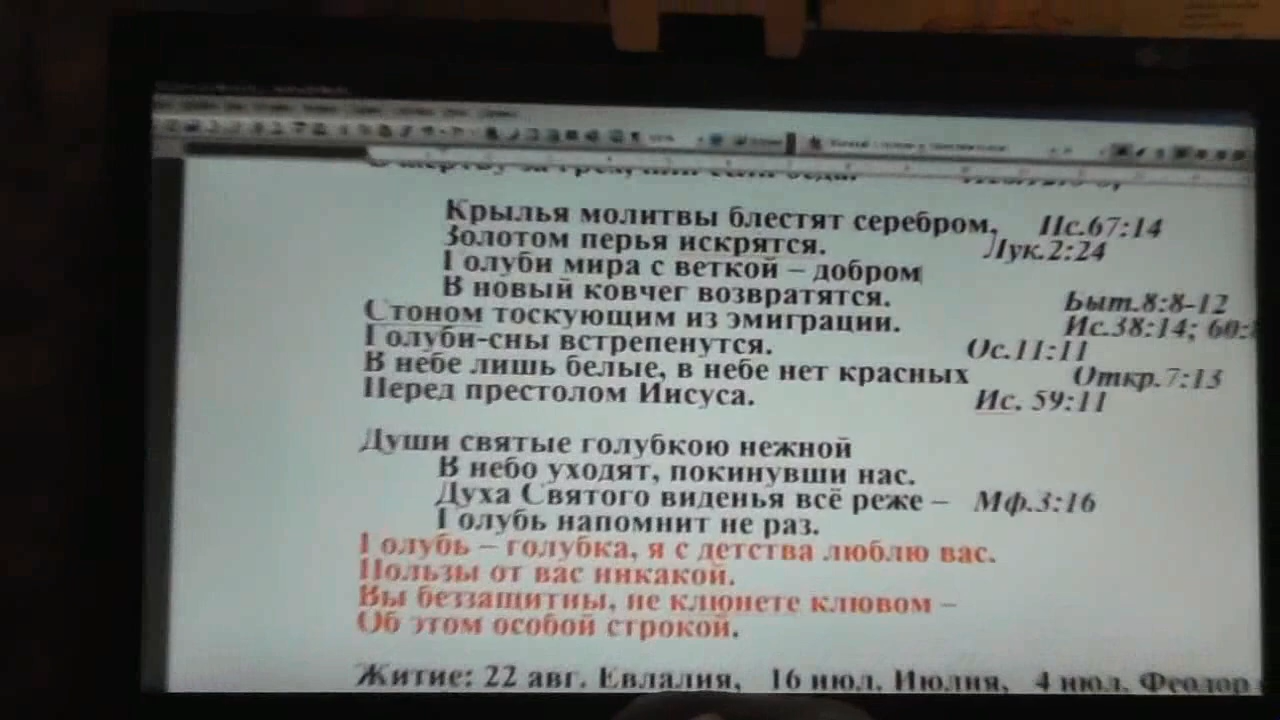 Крылья молитвы блестят серебром, Пс.67:14
Золотом перья искрятся. Лук.2:24
Голуби мира с веткой – добром
В новый ковчег возвратятся. Быт.8:8-12
Стоном тоскующим из эмиграции. Ис.38:14; 60:
Голуби-сны встрепенутся. Ос.11:11
В небе лишь белые, в небе нет красных Откр.7:13
Перед престолом Иисуса. Ис. 59:11
Души святые голубкою нежной
В небо уходят, покинувши нас.
Духа Святого виденья всё реже – Мф.3:16
Голубь напомнит не раз.
Голубь – голубка, я с детства люблю вас.
Пользы от вас никакой.
Вы беззащитны, не клюнете клювом –
Об этом особой строкой.
Житие: 22 авг. Евлалия, 16 июл. Июлия, 4 июл. Феодор